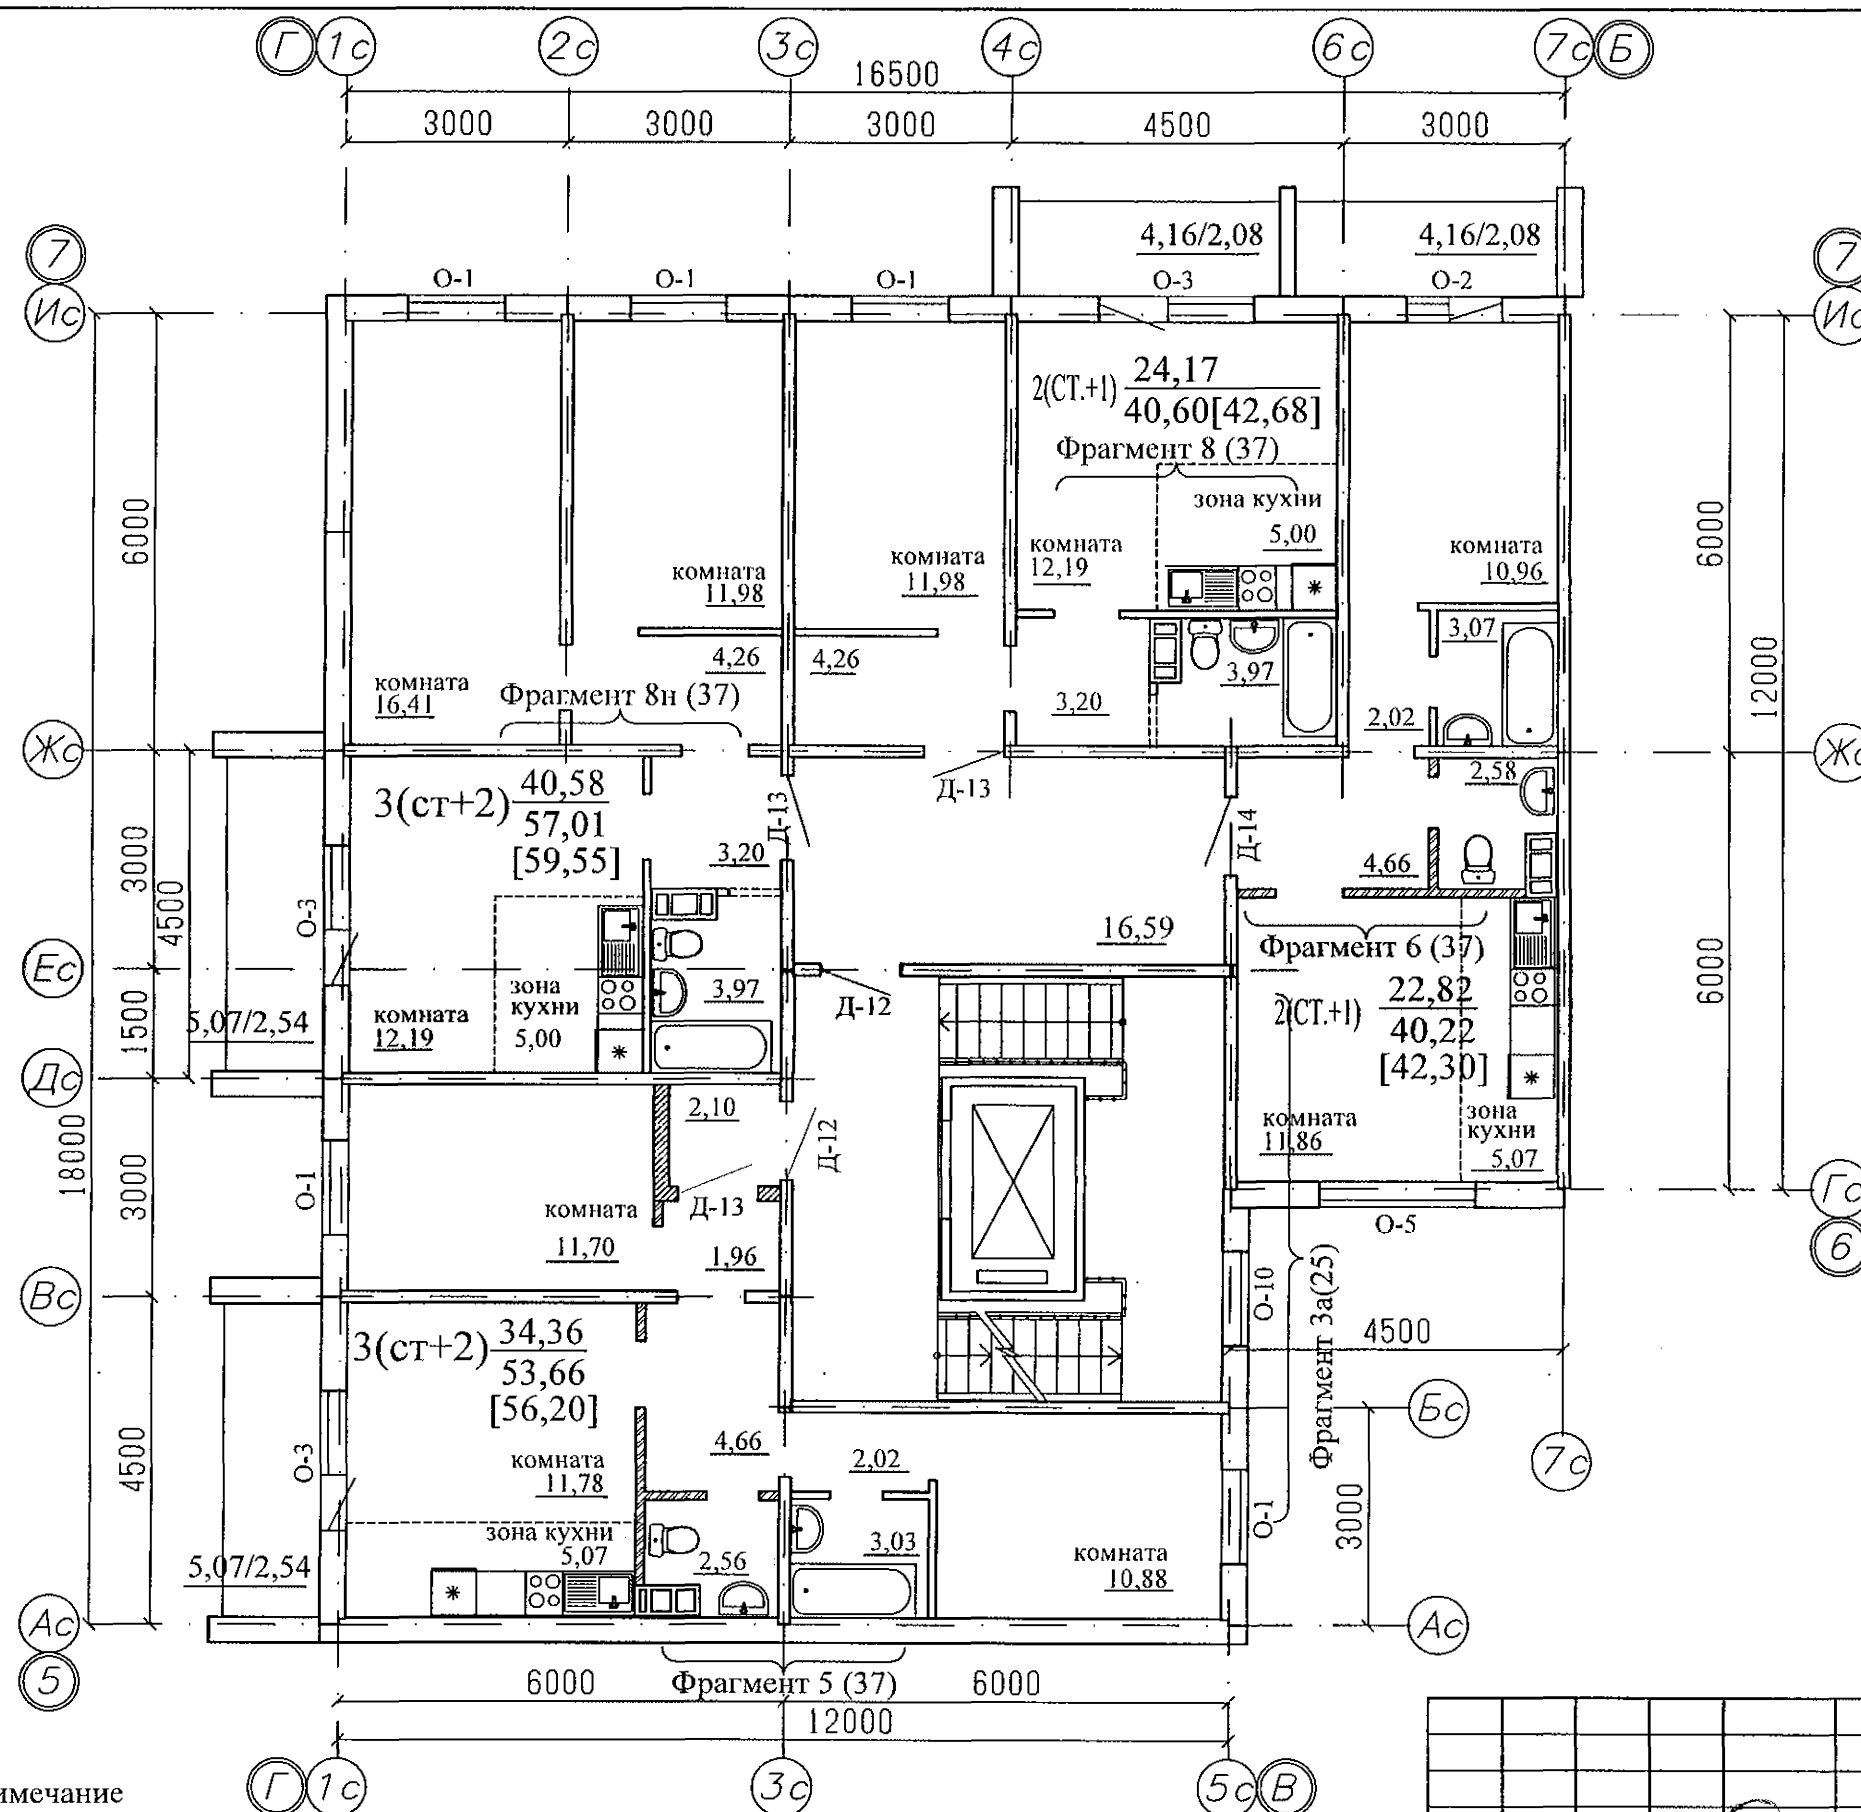 Г 1с 2с 3с 4с 6с 7с Б
16500
3000 3000 3000 4500 3000
4,16/2,08 4,16/2,08
7 7
О-1 О-1 О-1 О-3 О-2
Ис Ис
2(СТ.+1) 24,17
40,60[42,68]
Фрагмент 8 (37)
зона кухни
5,00
6000 6000
комната
11,98
комната
11,98
комната
12,19
комната
10,96
3,07
12000
4,26 4,26
3,97
комната
16,41
Фрагмент 8н (37)
3,20
2,02
Жс Жс
3(ст+2) 40,58
57,01
[59,55]
Д-13
Д-13
Д-14
2,58
3,20
4,66
3000
4500
О-3
16,59
Фрагмент 6 (37)
Ес
6000
зона
кухни
5,00
3,97
Д-12
2(СТ.+1) 22,82
40,22
[42,30]
1500
5,07/2,54
комната
12,19
Дс
2,10
Д-12
комната
11,86
зона
кухни
5,07
18000
3000
О-1
Д-13
комната
11,70
1,96
Гс
О-5
6
Вс
О-10
Фрагмент 3а(25)
4500
3(ст+2) 34,36
53,66
[56,20]
Бс
4500
О-3
4,66
2,02
7с
комната
11,78
зона кухни
5,07
2,56
3,03
О-1
3000
комната
10,88
5,07/2,54
Ас Ас
5
6000 Фрагмент 5 (37) 6000
12000
Г 1с 3с 5с В
имечание